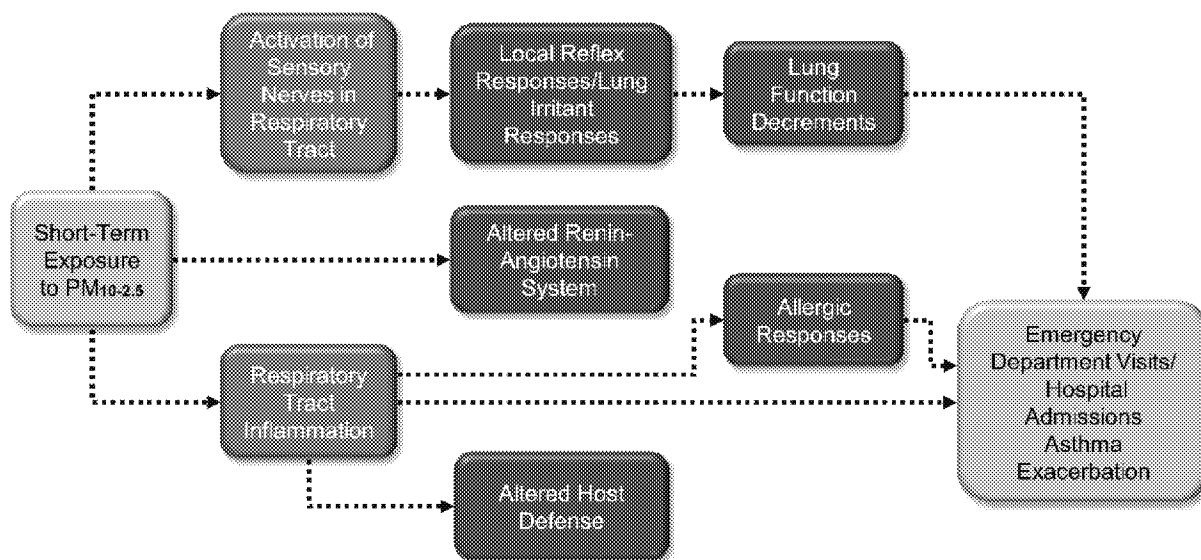 Activation of
Sensory
Nerves in
Respiratory
Tract
Local Reflex
Responses/Lung
Irritant
Responses
Lung
Function
Decrements
Short-Term
Exposure
to PM10-2.5
Altered Renin-
Angiotensin
System
Allergic
Responses
Respiratory
Tract
Inflammation
Emergency
Department Visits/
Hospital
Admissions
Asthma
Exacerbation
Altered Host
Defense